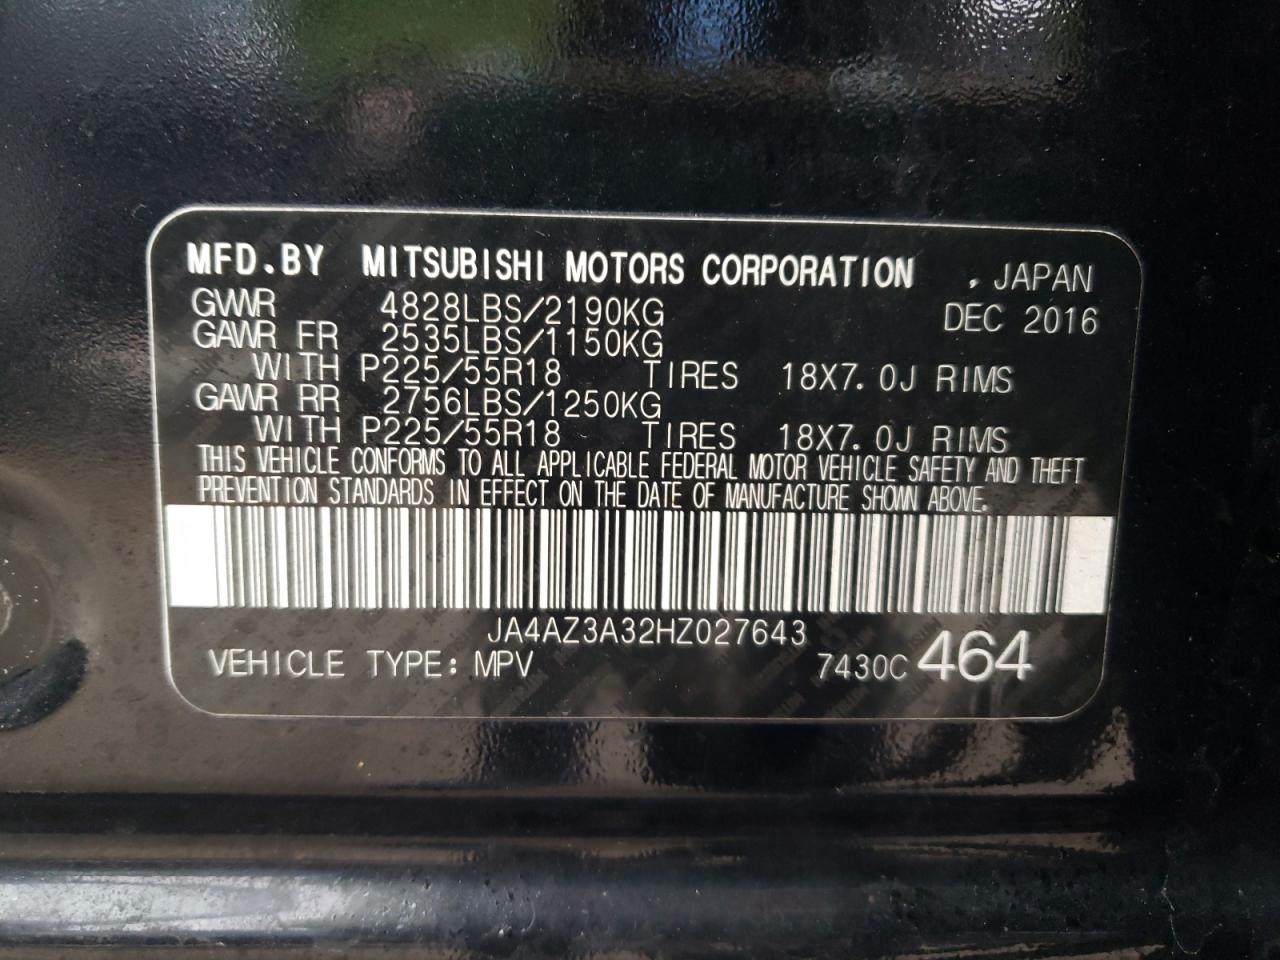 MFD.BY MITSUBISHI MOTORS CORPORATION , JAPAN
GVWR 4828LBS/2190KG DEC 2016
GAWR FR 2535LBS/1150KG
WITH P225/55R18 TIRES 18X7.0J RIMS
GAWR RR 2756LBS/1250KG
WITH P225/55R18 TIRES 18X7.0J RIMS
THIS VEHICLE CONFORMS TO ALL APPLICABLE FEDERAL MOTOR VEHICLE SAFETY AND THEFT
PREVENTION STANDARDS IN EFFECT ON THE DATE OF MANUFACTURE SHOWN ABOVE.
JA4AZ3A32HZ027643
VEHICLE TYPE: MPV 7430C 464